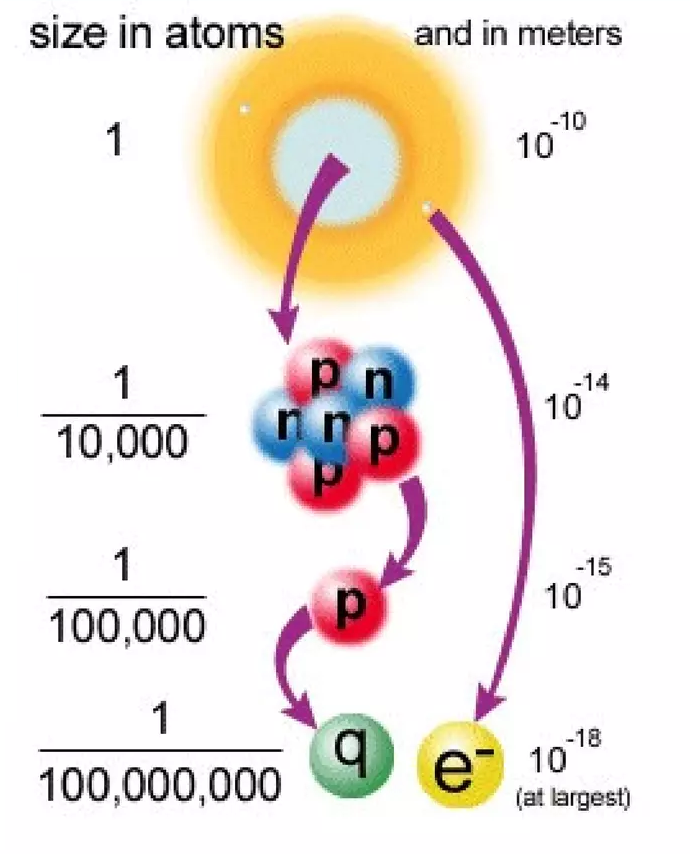 size in atoms and in meters
1 10^-10
p n
n n p
p
1
10,000
10^-14
1
100,000
p
10^-15
1
100,000,000
q e^-
10^-18
(at largest)